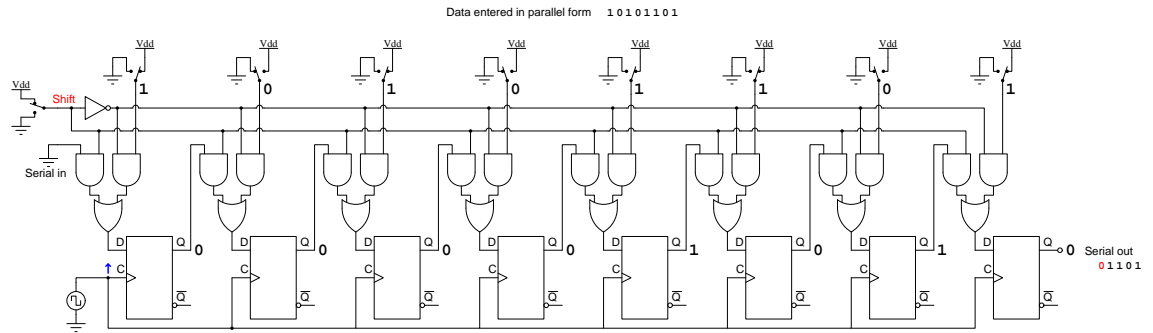 Data entered in parallel form 1 0 1 0 1 1 0 1
Vdd Vdd Vdd Vdd Vdd Vdd Vdd Vdd
1 0 1 0 1 1 0 1
Vdd
Shift
Serial in
D Q D Q D Q D Q D Q D Q D Q D Q
0 0 0 0 1 0 1 0 Serial out
C C C C C C C C
0 1 1 0 1
Q Q Q Q Q Q Q Q